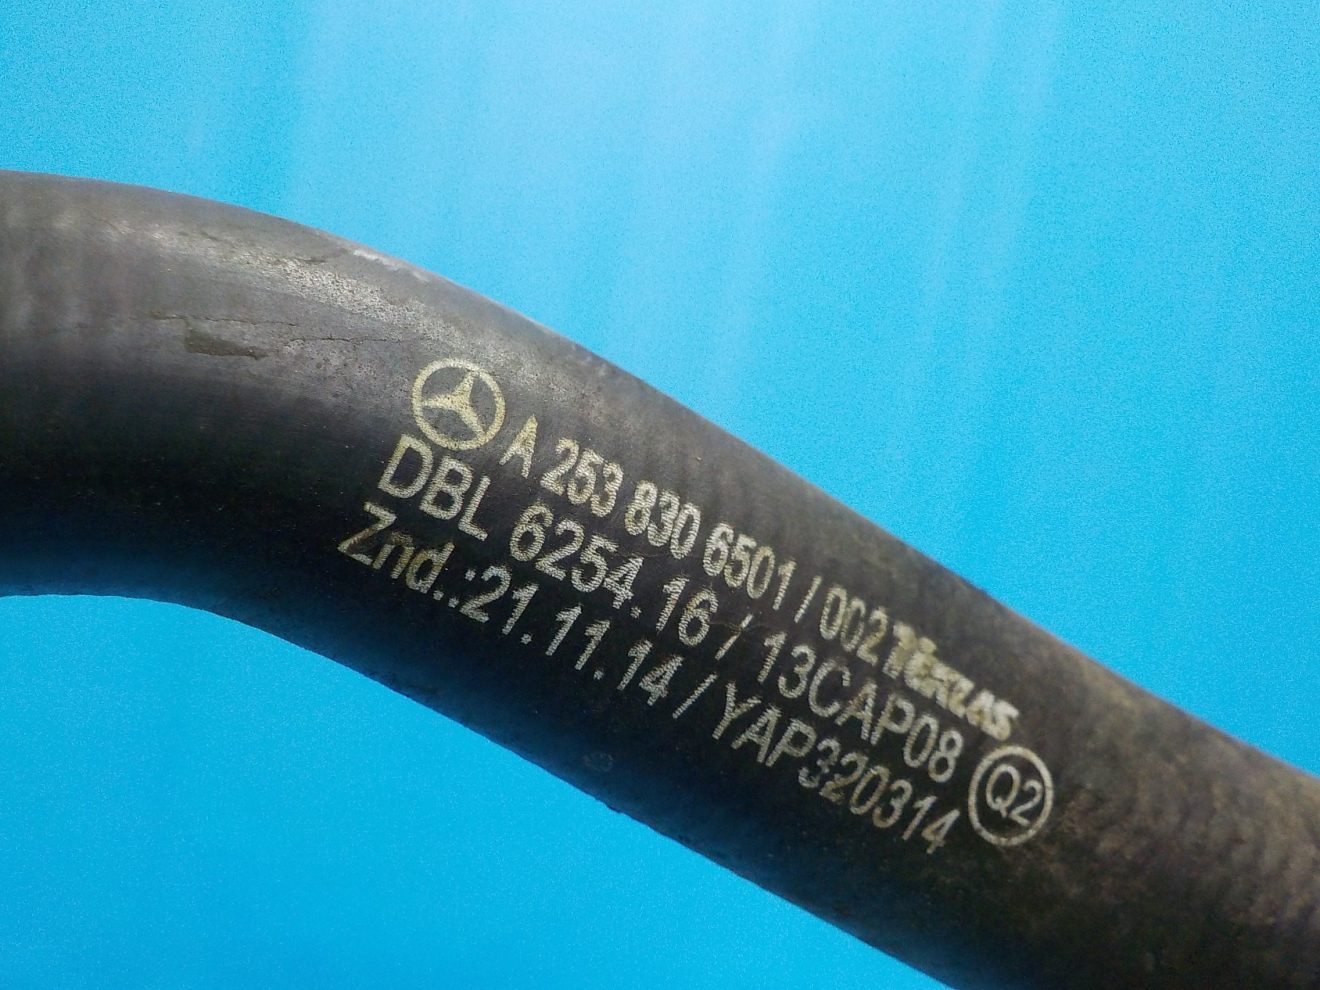 A 253 830 6501 / 002 TEKLAS
DBL 6254.16 / 13CAP08 Q2
Znd.:21.11.14 / YAP320314